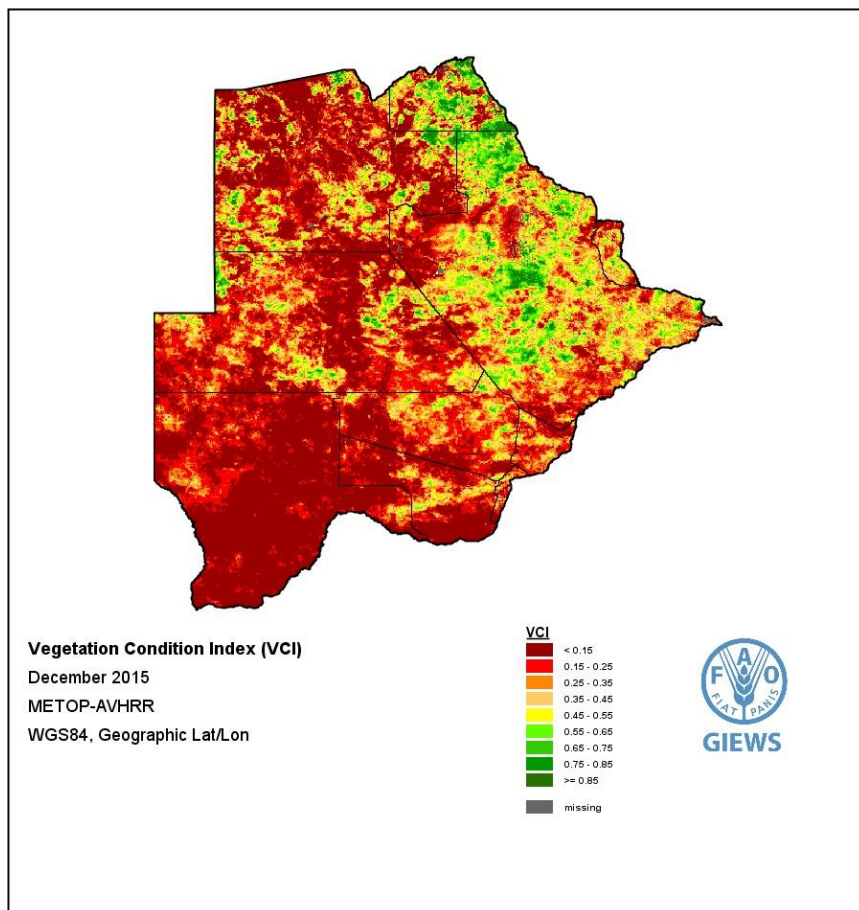 Vegetation Condition Index (VCI)
December 2015
METOP-AVHRR
WGS84, Geographic Lat/Lon
VCI
< 0.15
0.15 - 0.25
0.25 - 0.35
0.35 - 0.45
0.45 - 0.55
0.55 - 0.65
0.65 - 0.75
0.75 - 0.85
>= 0.85
missing
F A O
FIAT PANIS
GIEWS